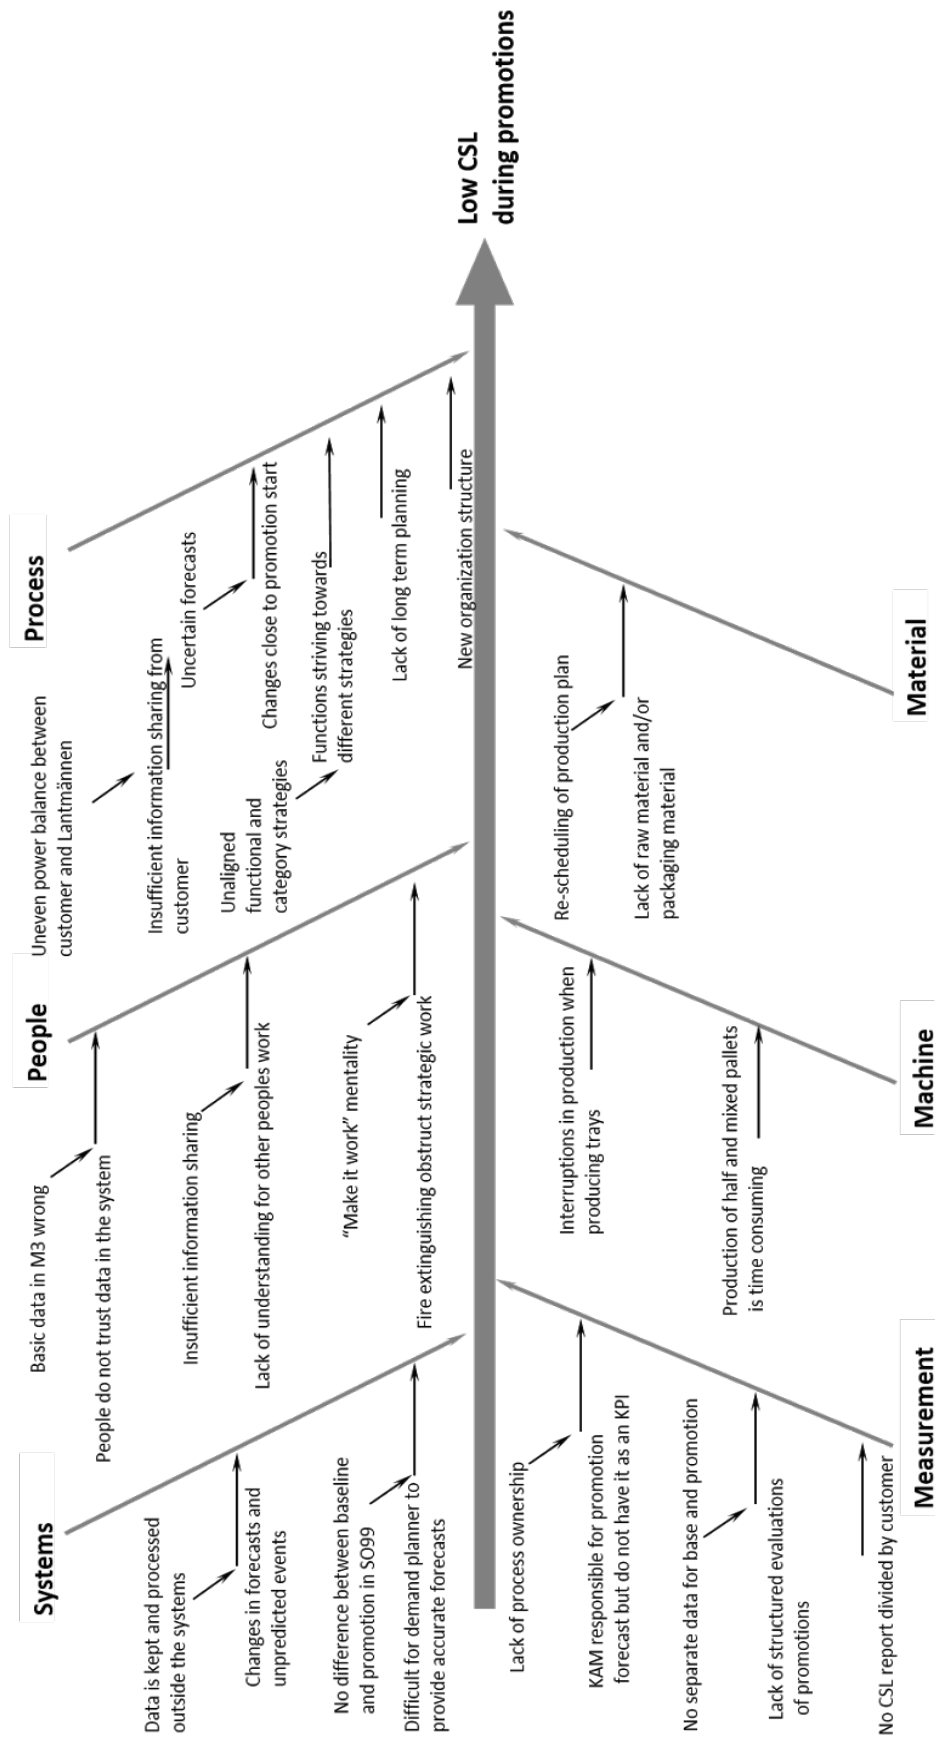 Systems
Data is kept and processed
outside the systems
Changes in forecasts and
unpredicted events
No difference between baseline
and promotion in SO99
Difficult for demand planner to
provide accurate forecasts
People
Basic data in M3 wrong
People do not trust data in the system
Insufficient information sharing
Lack of understanding for other peoples work
“Make it work” mentality
Fire extinguishing obstruct strategic work
Process
Uneven power balance between
customer and Lantmännen
Insufficient information sharing from
customer
Uncertain forecasts
Changes close to promotion start
Unaligned
functional and
category strategies
Functions striving towards
different strategies
Lack of long term planning
New organization structure
Low CSL
during promotions
Lack of process ownership
KAM responsible for promotion
forecast but do not have it as an KPI
No separate data for base and promotion
Lack of structured evaluations
of promotions
No CSL report divided by customer
Measurement
Interruptions in production when
producing trays
Production of half and mixed pallets
is time consuming
Machine
Re-scheduling of production plan
Lack of raw material and/or
packaging material
Material